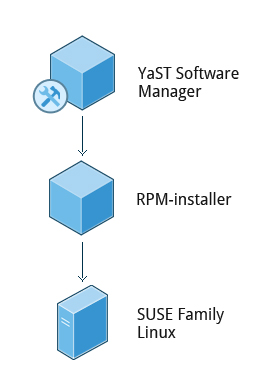 YaST Software
Manager
RPM-installer
SUSE Family
Linux